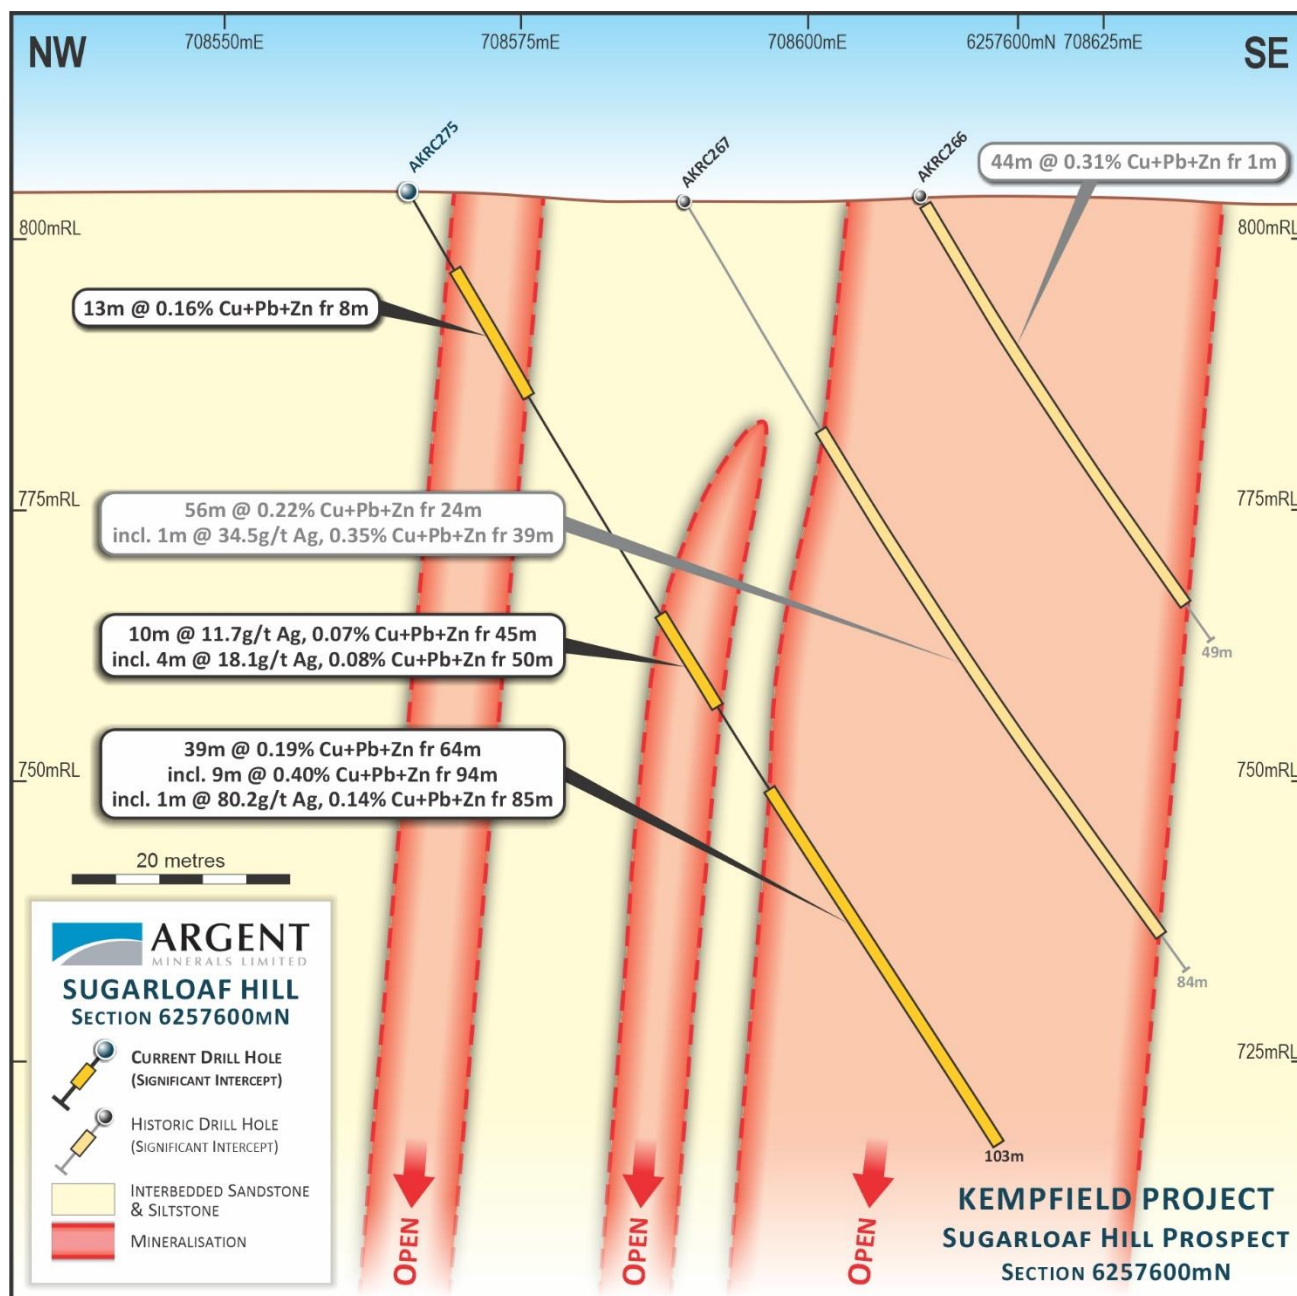 708550mE
708575mE
708600mE
6257600mN 708625mE
NW
SE
AKRC275
AKRC267
AKRC266
44m @ 0.31% Cu+Pb+Zn fr 1m
800mRL
800mRL
13m @ 0.16% Cu+Pb+Zn fr 8m
775mRL
775mRL
56m @ 0.22% Cu+Pb+Zn fr 24m
incl. 1m @ 34.5g/t Ag, 0.35% Cu+Pb+Zn fr 39m
10m @ 11.7g/t Ag, 0.07% Cu+Pb+Zn fr 45m
incl. 4m @ 18.1g/t Ag, 0.08% Cu+Pb+Zn fr 50m
49m
39m @ 0.19% Cu+Pb+Zn fr 64m
incl. 9m @ 0.40% Cu+Pb+Zn fr 94m
incl. 1m @ 80.2g/t Ag, 0.14% Cu+Pb+Zn fr 85m
750mRL
750mRL
20 metres
84m
725mRL
103m
ARGENT
MINERALS LIMITED
SUGARLOAF HILL
SECTION 6257600MN
CURRENT DRILL HOLE
(SIGNIFICANT INTERCEPT)
HISTORIC DRILL HOLE
(SIGNIFICANT INTERCEPT)
INTERBEDDED SANDSTONE
& SILTSTONE
MINERALISATION
OPEN
OPEN
OPEN
KEMPFIELD PROJECT
SUGARLOAF HILL PROSPECT
SECTION 6257600mN